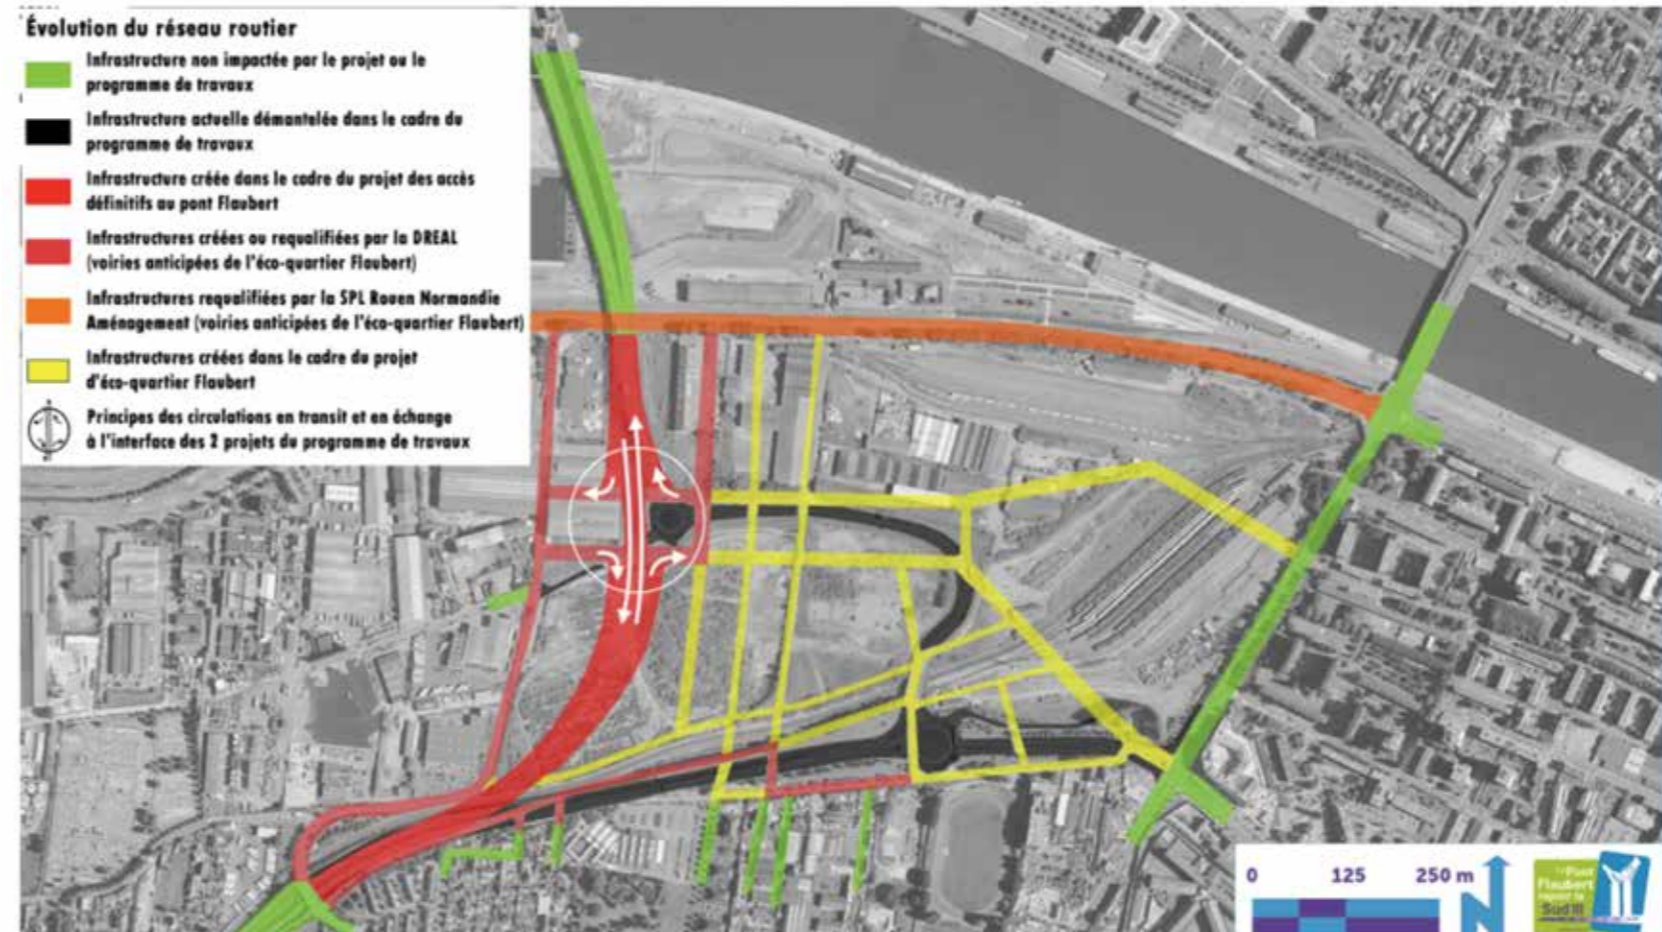 Évolution du réseau routier
Infrastructure non impactée par le projet ou le
programme de travaux
Infrastructure actuelle démantelée dans le cadre du
programme de travaux
Infrastructure créée dans le cadre du projet des accès
définitifs au pont Flaubert
Infrastructures créées ou requalifiées par la DREAL
(voiries anticipées de l'éco-quartier Flaubert)
Infrastructures requalifiées par la SPL Rouen Normandie
Aménagement (voiries anticipées de l'éco-quartier Flaubert)
Infrastructures créées dans le cadre du projet
d'éco-quartier Flaubert
Principes des circulations en transit et en échange
à l'interface des 2 projets du programme de travaux
0 125 250 m
N
Pont
Flaubert
Sud III